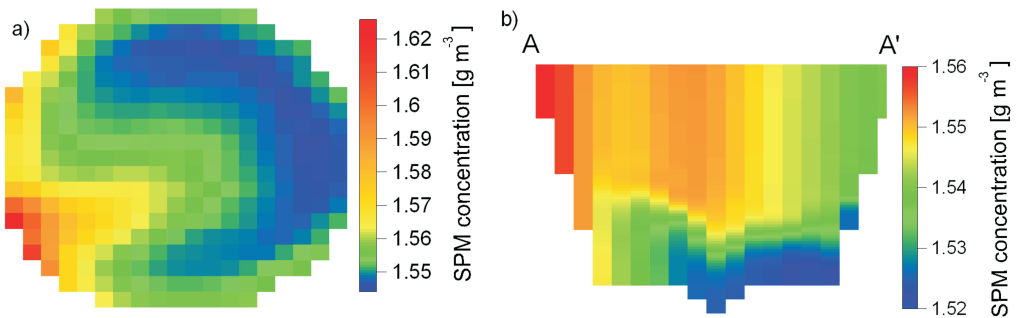 a)
1.62
1.61
1.6
1.59
1.58
1.57
1.56
1.55
SPM concentration [g m⁻³]
b)
A A'
1.56
1.55
1.54
1.53
1.52
SPM concentration [g m⁻³]